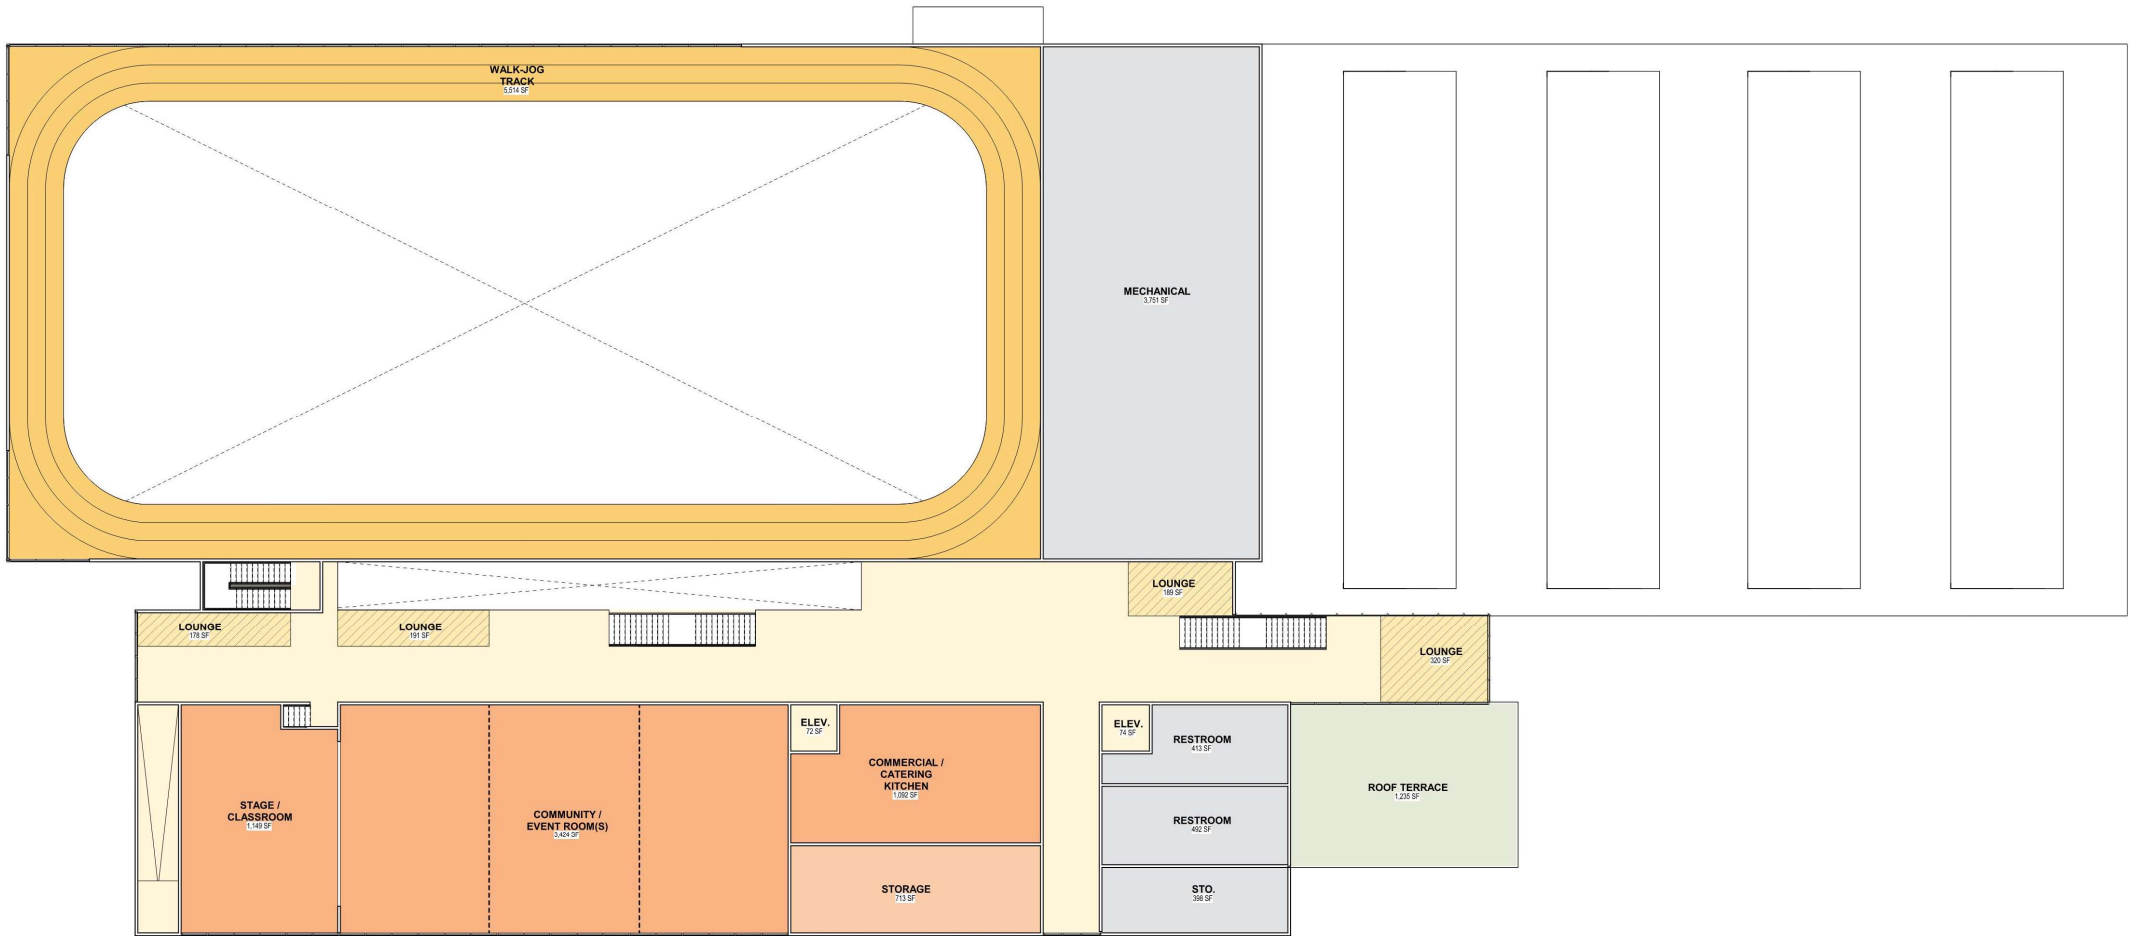 WALK-JOG
TRACK
5,514 SF
MECHANICAL
3,751 SF
LOUNGE
189 SF
LOUNGE
178 SF
LOUNGE
191 SF
LOUNGE
320 SF
ELEV.
72 SF
ELEV.
74 SF
RESTROOM
413 SF
COMMERCIAL /
CATERING
KITCHEN
1,092 SF
ROOF TERRACE
1,235 SF
STAGE /
CLASSROOM
1,149 SF
COMMUNITY /
EVENT ROOM(S)
3,424 SF
RESTROOM
492 SF
STORAGE
713 SF
STO.
398 SF